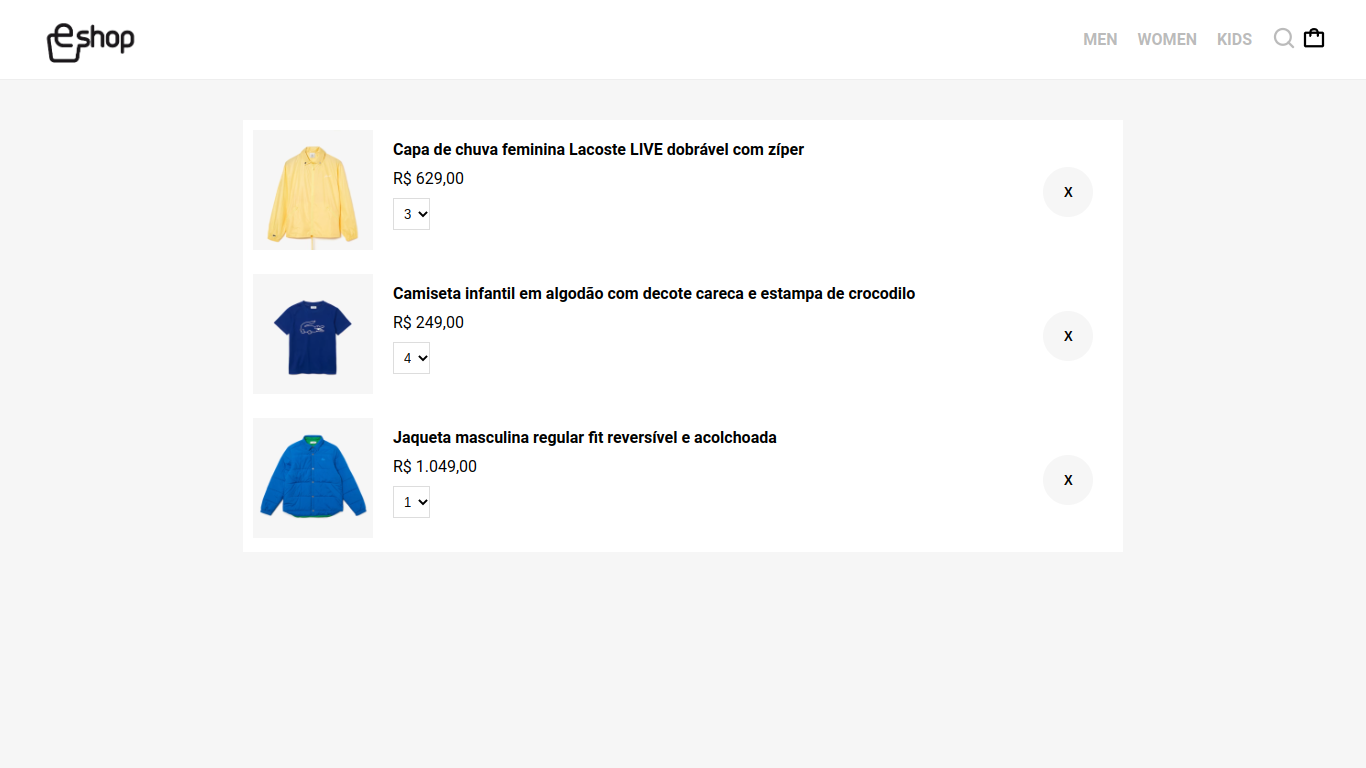 eshop
MEN WOMEN KIDS
Capa de chuva feminina Lacoste LIVE dobrável com zíper
R$ 629,00
3
X
Camiseta infantil em algodão com decote careca e estampa de crocodilo
R$ 249,00
4
X
Jaqueta masculina regular fit reversível e acolchoada
R$ 1.049,00
1
X